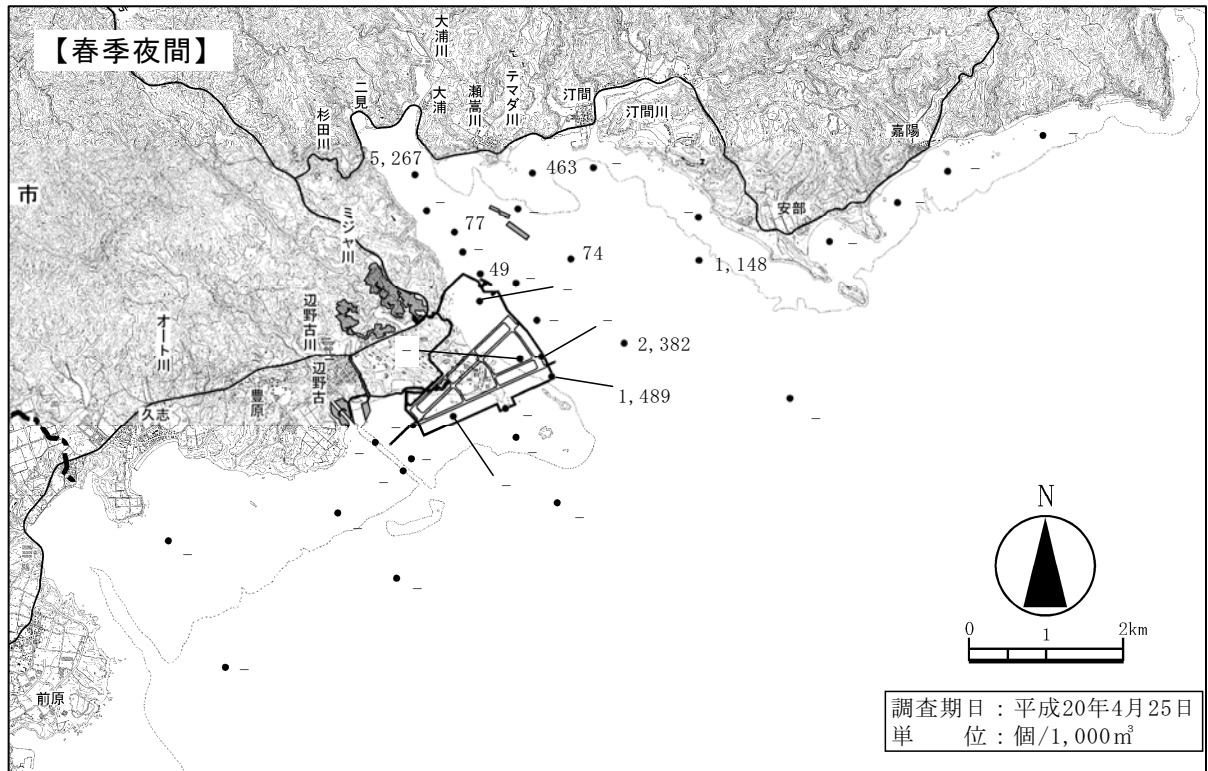 【春季夜間】
大浦川
二見
大浦
瀬嵩川
テマダ川
汀間
汀間川
嘉陽
杉田川
市
5,267
463
–
–
–
–
–
–
77
ミジャ川
安部
–
–
74
1,148
49
–
–
辺野古川
オート川
–
–
2,382
–
辺野古
豊原
久志
1,489
–
–
–
–
–
–
–
–
–
–
–
–
–
前原
N
0 1 2km
調査期日:平成20年4月25日
単 位:個/1,000㎥